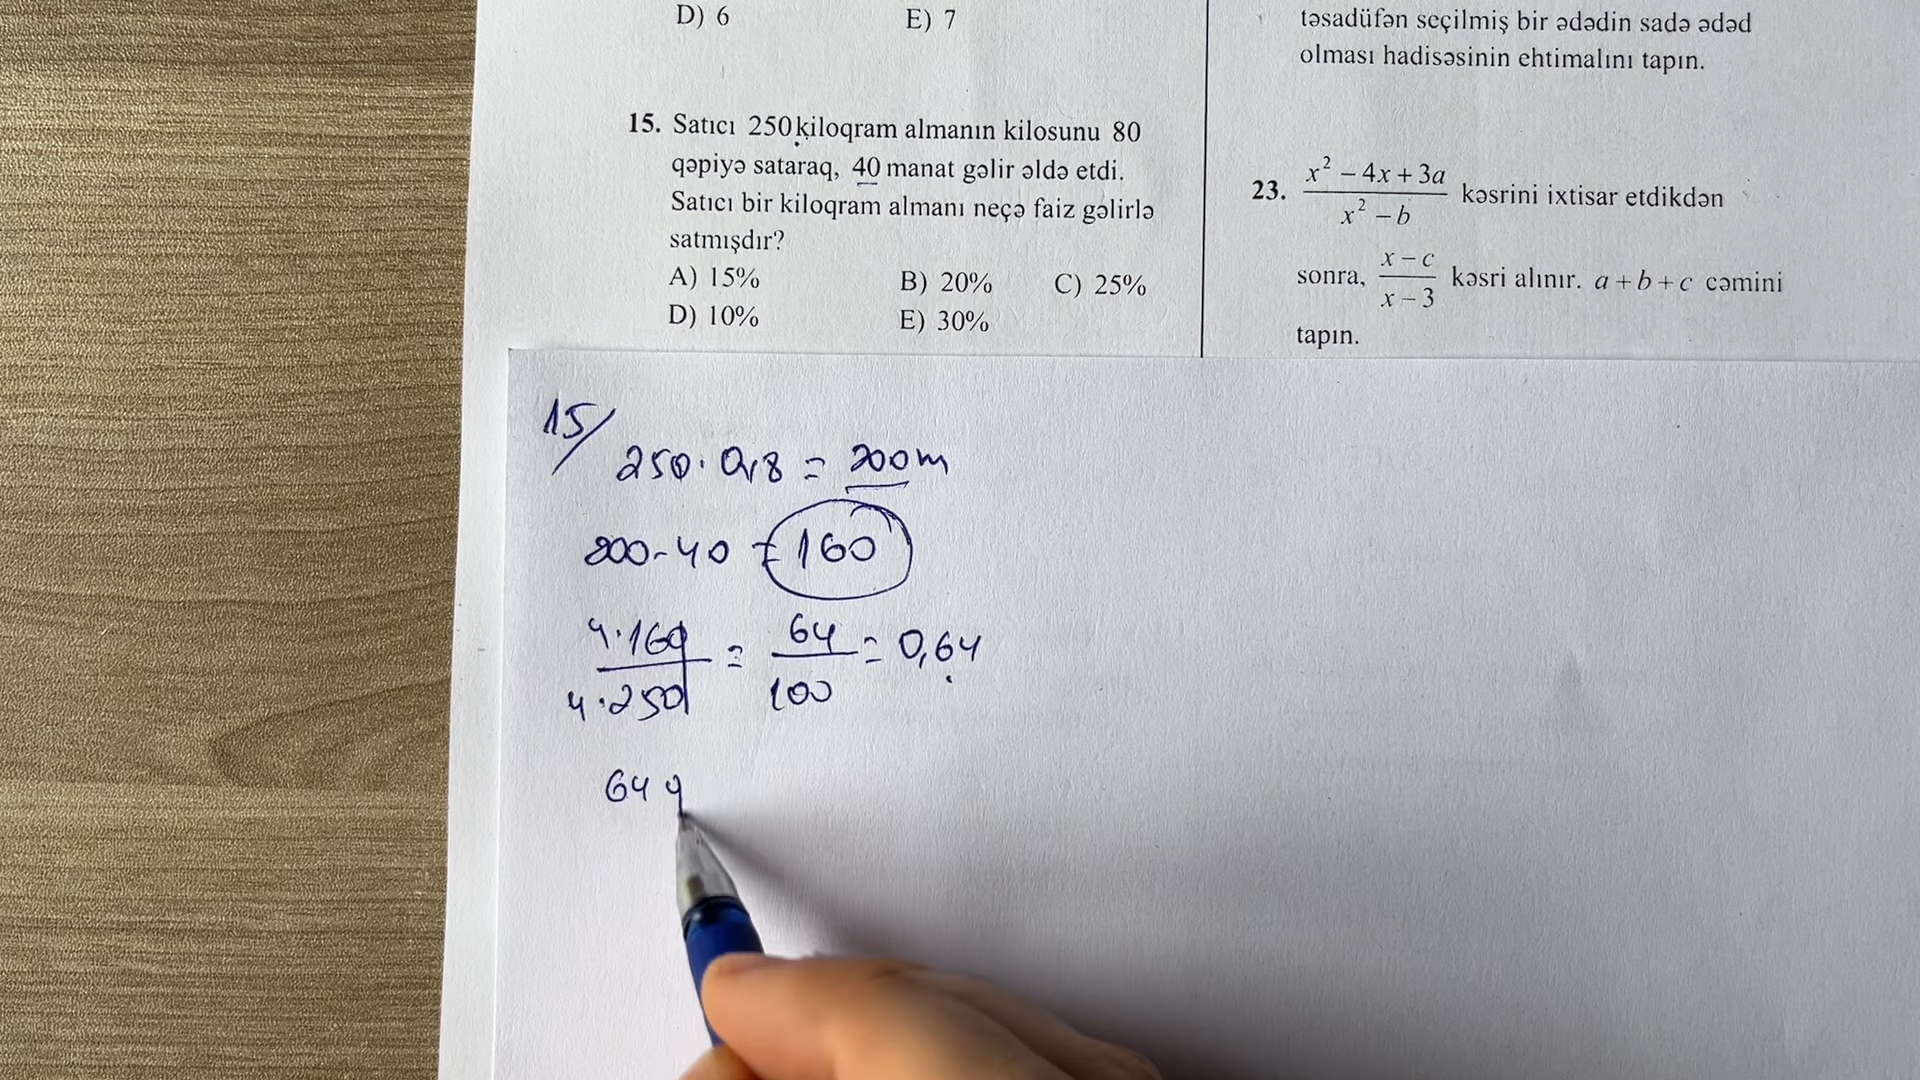 D) 6 E) 7
15. Satıcı 250 kiloqram almanın kilosunu 80
qəpiyə sataraq, 40 manat gəlir əldə etdi.
Satıcı bir kiloqram almanı neçə faiz gəlirlə
satmışdır?
A) 15% B) 20% C) 25%
D) 10% E) 30%
təsadüfən seçilmiş bir ədədin sadə ədəd
olması hadisəsinin ehtimalını tapın.
23. (x² − 4x + 3a)/(x² − b) kəsrini ixtisar etdikdən
sonra, (x − c)/(x − 3) kəsri alınır. a + b + c cəmini
tapın.
15/
250 · 0,8 = 200m
200 - 40 = 160
4·160/4·250 = 64/100 = 0,64
64 q